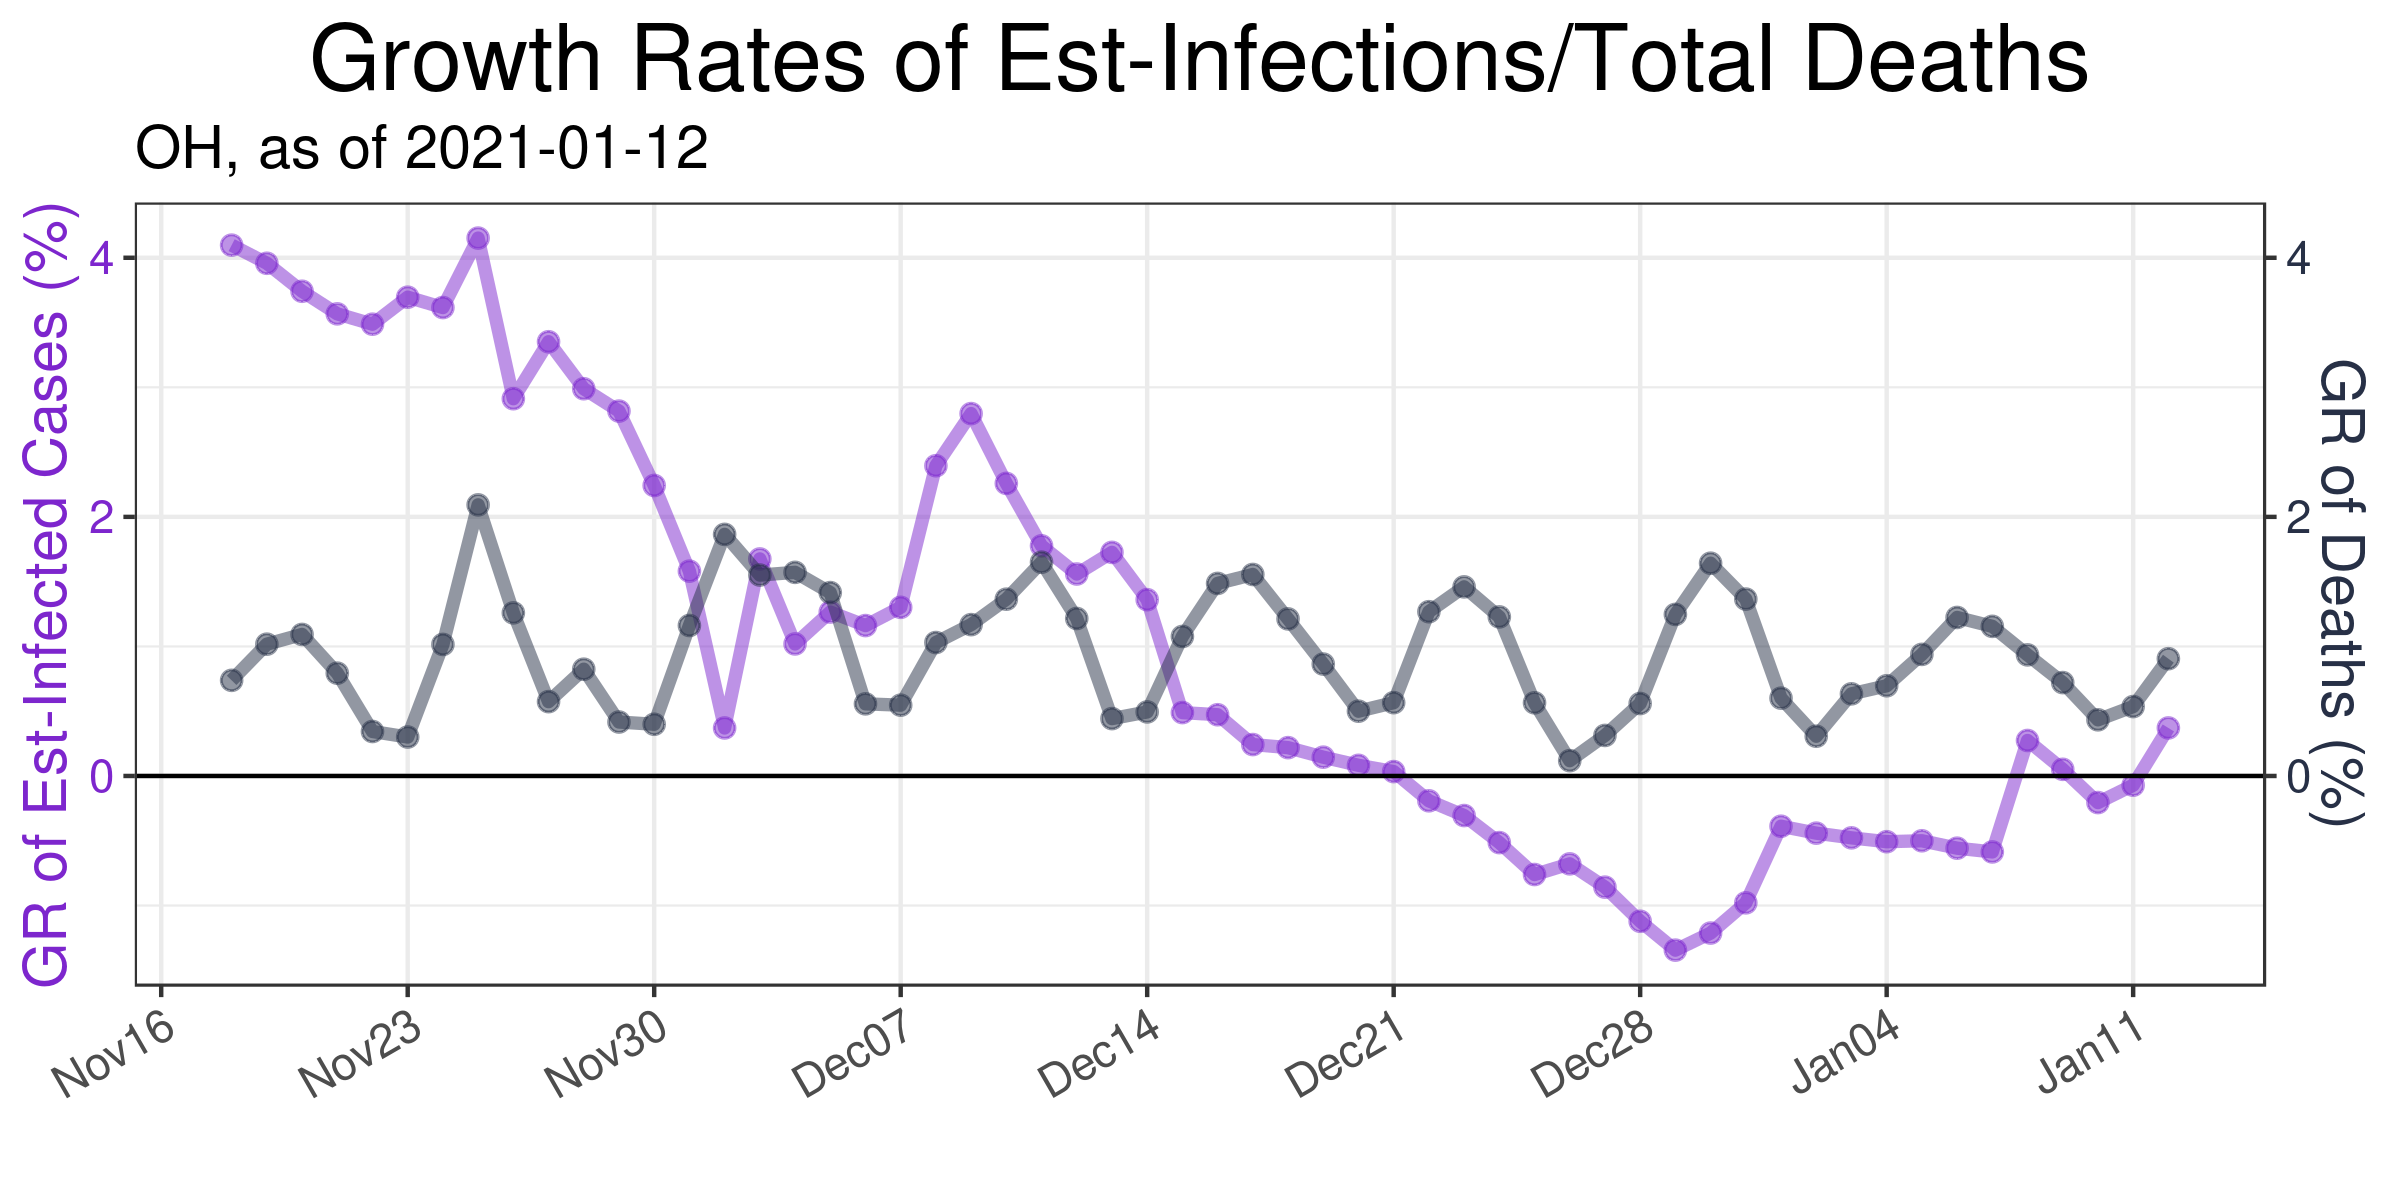 Growth Rates of Est-Infections/Total Deaths
OH, as of 2021-01-12
GR of Est-Infected Cases (%)
4
2
0
4
2
0
GR of Deaths (%)
Nov16
Nov23
Nov30
Dec07
Dec14
Dec21
Dec28
Jan04
Jan11